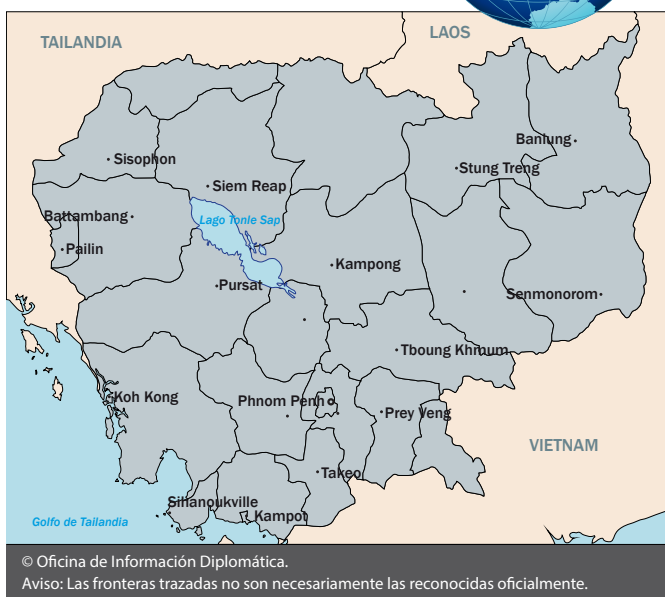 TAILANDIA
LAOS
Banlung
Sisophon
Stung Treng
Siem Reap
Battambang
Lago Tonle Sap
Pailin
Kampong
Pursat
Senmonorom
Tboung Khmum
Koh Kong
Phnom Penh
Prey Veng
VIETNAM
Takeo
Sihanoukville
Kampot
Golfo de Tailandia
© Oficina de Información Diplomática.
Aviso: Las fronteras trazadas no son necesariamente las reconocidas oficialmente.